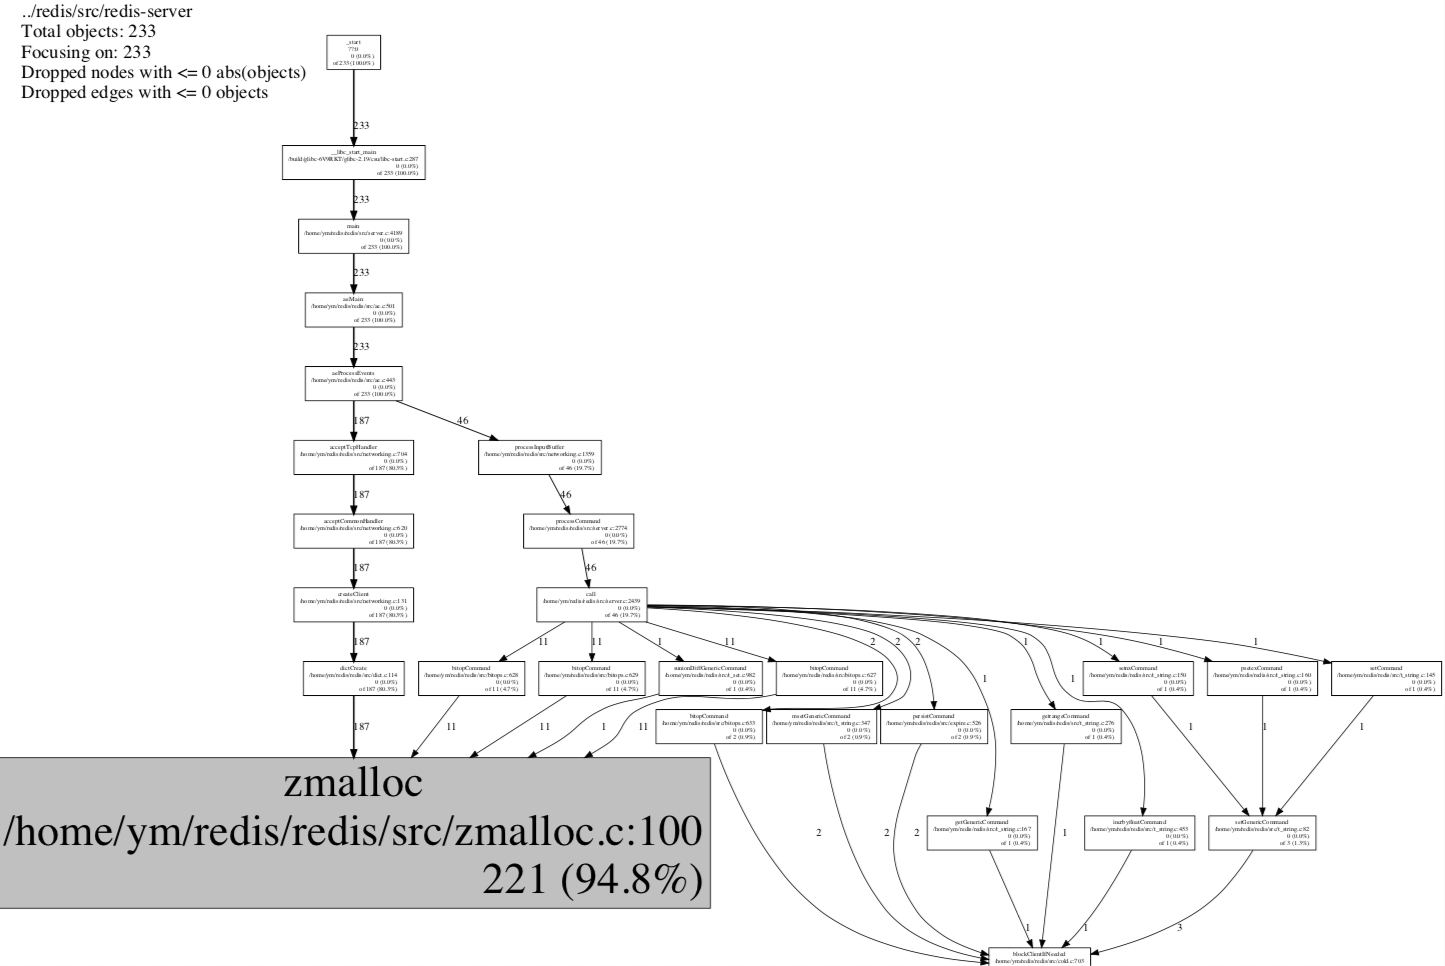 ../redis/src/redis-server
Total objects: 233
Focusing on: 233
Dropped nodes with <= 0 abs(objects)
Dropped edges with <= 0 objects
_start
??:0
0 (0.0%)
of 233 (100.0%)
233
__libc_start_main
/build/glibc-6V9RKT/glibc-2.19/csu/libc-start.c:287
0 (0.0%)
of 233 (100.0%)
233
main
/home/ym/redis/redis/src/server.c:4189
0 (0.0%)
of 233 (100.0%)
233
aeMain
/home/ym/redis/redis/src/ae.c:501
0 (0.0%)
of 233 (100.0%)
233
aeProcessEvents
/home/ym/redis/redis/src/ae.c:443
0 (0.0%)
of 233 (100.0%)
187
46
acceptTcpHandler
/home/ym/redis/redis/src/networking.c:704
0 (0.0%)
of 187 (80.3%)
processInputBuffer
/home/ym/redis/redis/src/networking.c:1359
0 (0.0%)
of 46 (19.7%)
187
46
acceptCommonHandler
/home/ym/redis/redis/src/networking.c:620
0 (0.0%)
of 187 (80.3%)
processCommand
/home/ym/redis/redis/src/server.c:2774
0 (0.0%)
of 46 (19.7%)
187
46
createClient
/home/ym/redis/redis/src/networking.c:131
0 (0.0%)
of 187 (80.3%)
call
/home/ym/redis/redis/src/server.c:2439
0 (0.0%)
of 46 (19.7%)
187
11
11
1
11
2
2
2
1
1
1
1
1
1
dictCreate
/home/ym/redis/redis/src/dict.c:114
0 (0.0%)
of 187 (80.3%)
bitopCommand
/home/ym/redis/redis/src/bitops.c:628
0 (0.0%)
of 11 (4.7%)
bitopCommand
/home/ym/redis/redis/src/bitops.c:629
0 (0.0%)
of 11 (4.7%)
sunionDiffGenericCommand
/home/ym/redis/redis/src/t_set.c:982
0 (0.0%)
of 1 (0.4%)
bitopCommand
/home/ym/redis/redis/src/bitops.c:627
0 (0.0%)
of 11 (4.7%)
setnxCommand
/home/ym/redis/redis/src/t_string.c:150
0 (0.0%)
of 1 (0.4%)
psetexCommand
/home/ym/redis/redis/src/t_string.c:160
0 (0.0%)
of 1 (0.4%)
setCommand
/home/ym/redis/redis/src/t_string.c:145
0 (0.0%)
of 1 (0.4%)
187
11
11
1
11
bitopCommand
/home/ym/redis/redis/src/bitops.c:633
0 (0.0%)
of 2 (0.9%)
msetGenericCommand
/home/ym/redis/redis/src/t_string.c:347
0 (0.0%)
of 2 (0.9%)
persistCommand
/home/ym/redis/redis/src/expire.c:526
0 (0.0%)
of 2 (0.9%)
getrangeCommand
/home/ym/redis/redis/src/t_string.c:276
0 (0.0%)
of 1 (0.4%)
1
1
1
zmalloc
/home/ym/redis/redis/src/zmalloc.c:100
221 (94.8%)
2
2
2
getGenericCommand
/home/ym/redis/redis/src/t_string.c:167
0 (0.0%)
of 1 (0.4%)
1
incrbyfloatCommand
/home/ym/redis/redis/src/t_string.c:453
0 (0.0%)
of 1 (0.4%)
setGenericCommand
/home/ym/redis/redis/src/t_string.c:82
0 (0.0%)
of 3 (1.3%)
1
1
3
blockClientIfNeeded
/home/ym/redis/redis/src/cold.c:703